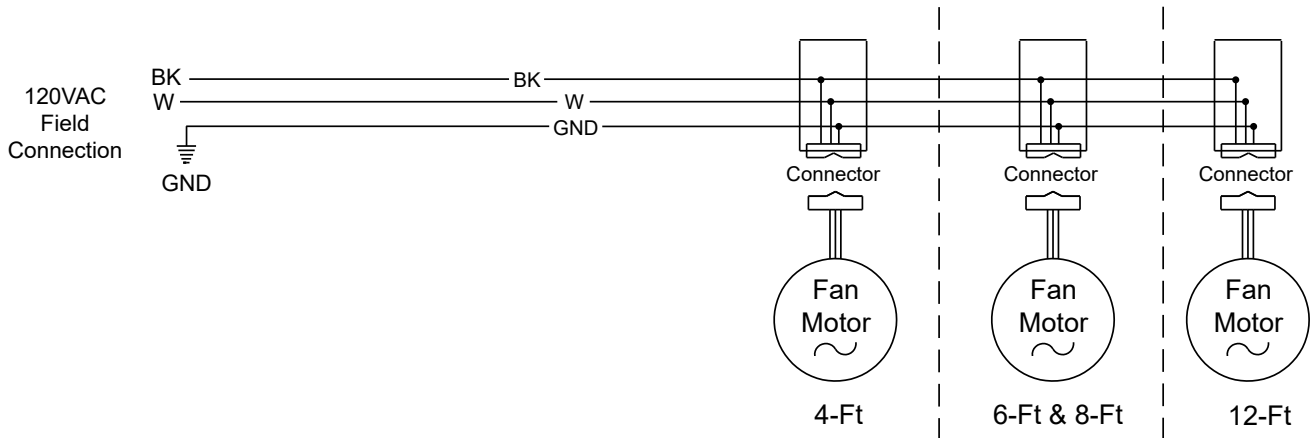 120VAC
Field
Connection
BK
W
GND
BK
W
GND
Connector
Connector
Connector
Fan
Motor
Fan
Motor
Fan
Motor
4-Ft
6-Ft & 8-Ft
12-Ft